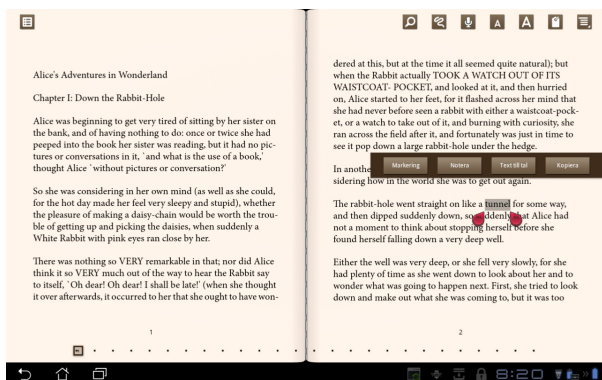 Alice's Adventures in Wonderland
Chapter I: Down the Rabbit-Hole
Alice was beginning to get very tired of sitting by her sister on
the bank, and of having nothing to do: once or twice she had
peeped into the book her sister was reading, but it had no pic-
tures or conversations in it, `and what is the use of a book,'
thought Alice `without pictures or conversation?'
So she was considering in her own mind (as well as she could,
for the hot day made her feel very sleepy and stupid), whether
the pleasure of making a daisy-chain would be worth the trou-
ble of getting up and picking the daisies, when suddenly a
White Rabbit with pink eyes ran close by her.
There was nothing so VERY remarkable in that; nor did Alice
think it so VERY much out of the way to hear the Rabbit say
to itself, `Oh dear! Oh dear! I shall be late!' (when she thought
it over afterwards, it occurred to her that she ought to have won-
1
A A
dered at this, but at the time it all seemed quite natural); but
when the Rabbit actually TOOK A WATCH OUT OF ITS
WAISTCOAT- POCKET, and looked at it, and then hurried
on, Alice started to her feet, for it flashed across her mind that
she had never before seen a rabbit with either a waistcoat-pock-
et, or a watch to take out of it, and burning with curiosity, she
ran across the field after it, and fortunately was just in time to
see it pop down a large rabbit-hole under the hedge.
Markering Notera Text till tal Kopiera
In anothe
sidering how in the world she was to get out again.
The rabbit-hole went straight on like a tunnel for some way,
and then dipped suddenly down, so suddenly that Alice had
not a moment to think about stopping herself before she
found herself falling down a very deep well.
Either the well was very deep, or she fell very slowly, for she
had plenty of time as she went down to look about her and to
wonder what was going to happen next. First, she tried to look
down and make out what she was coming to, but it was too
2
8:20